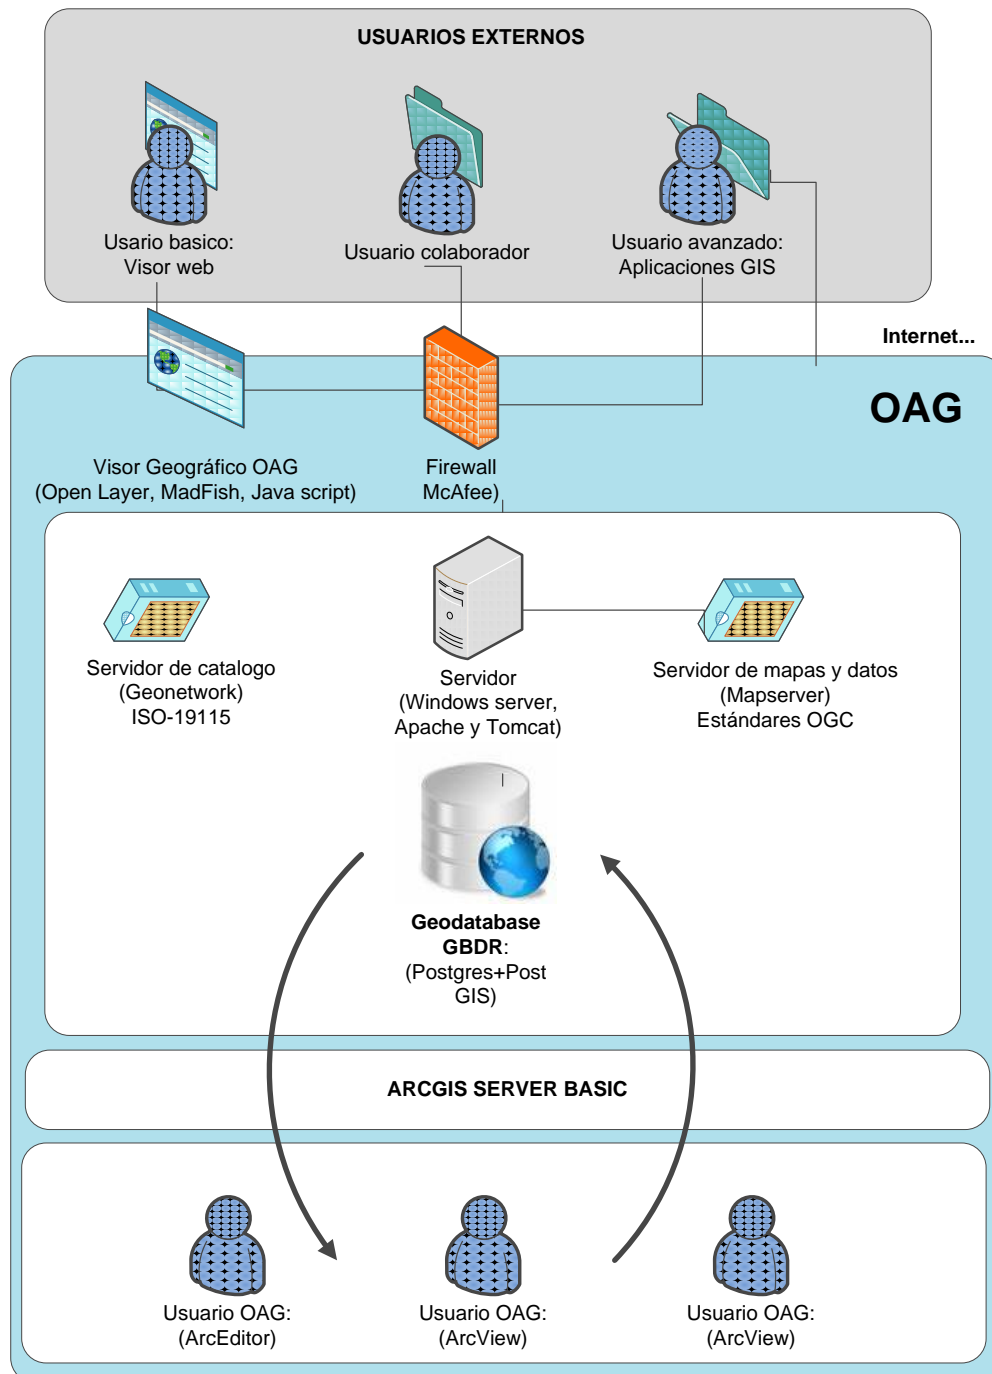 USUARIOS EXTERNOS
Usario basico:
Visor web
Usuario colaborador
Usuario avanzado:
Aplicaciones GIS
Internet...
OAG
Visor Geográfico OAG
(Open Layer, MadFish, Java script)
Firewall
McAfee)
Servidor de catalogo
(Geonetwork)
ISO-19115
Servidor
(Windows server,
Apache y Tomcat)
Servidor de mapas y datos
(Mapserver)
Estándares OGC
Geodatabase
GBDR:
(Postgres+Post
GIS)
ARCGIS SERVER BASIC
Usuario OAG:
(ArcEditor)
Usuario OAG:
(ArcView)
Usuario OAG:
(ArcView)